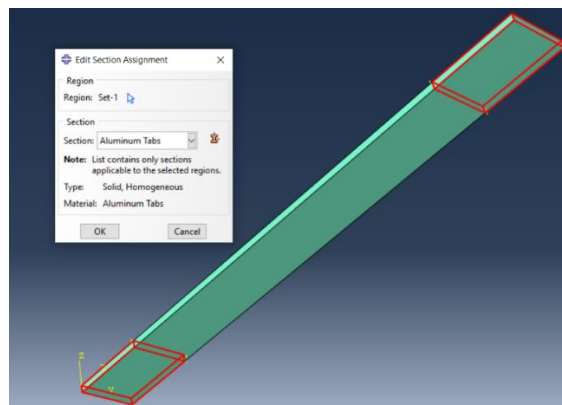 Edit Section Assignment
Region
Region: Set-1
Section
Section: Aluminum Tabs
Note: List contains only sections
applicable to the selected regions.
Type: Solid, Homogeneous
Material: Aluminum Tabs
OK Cancel